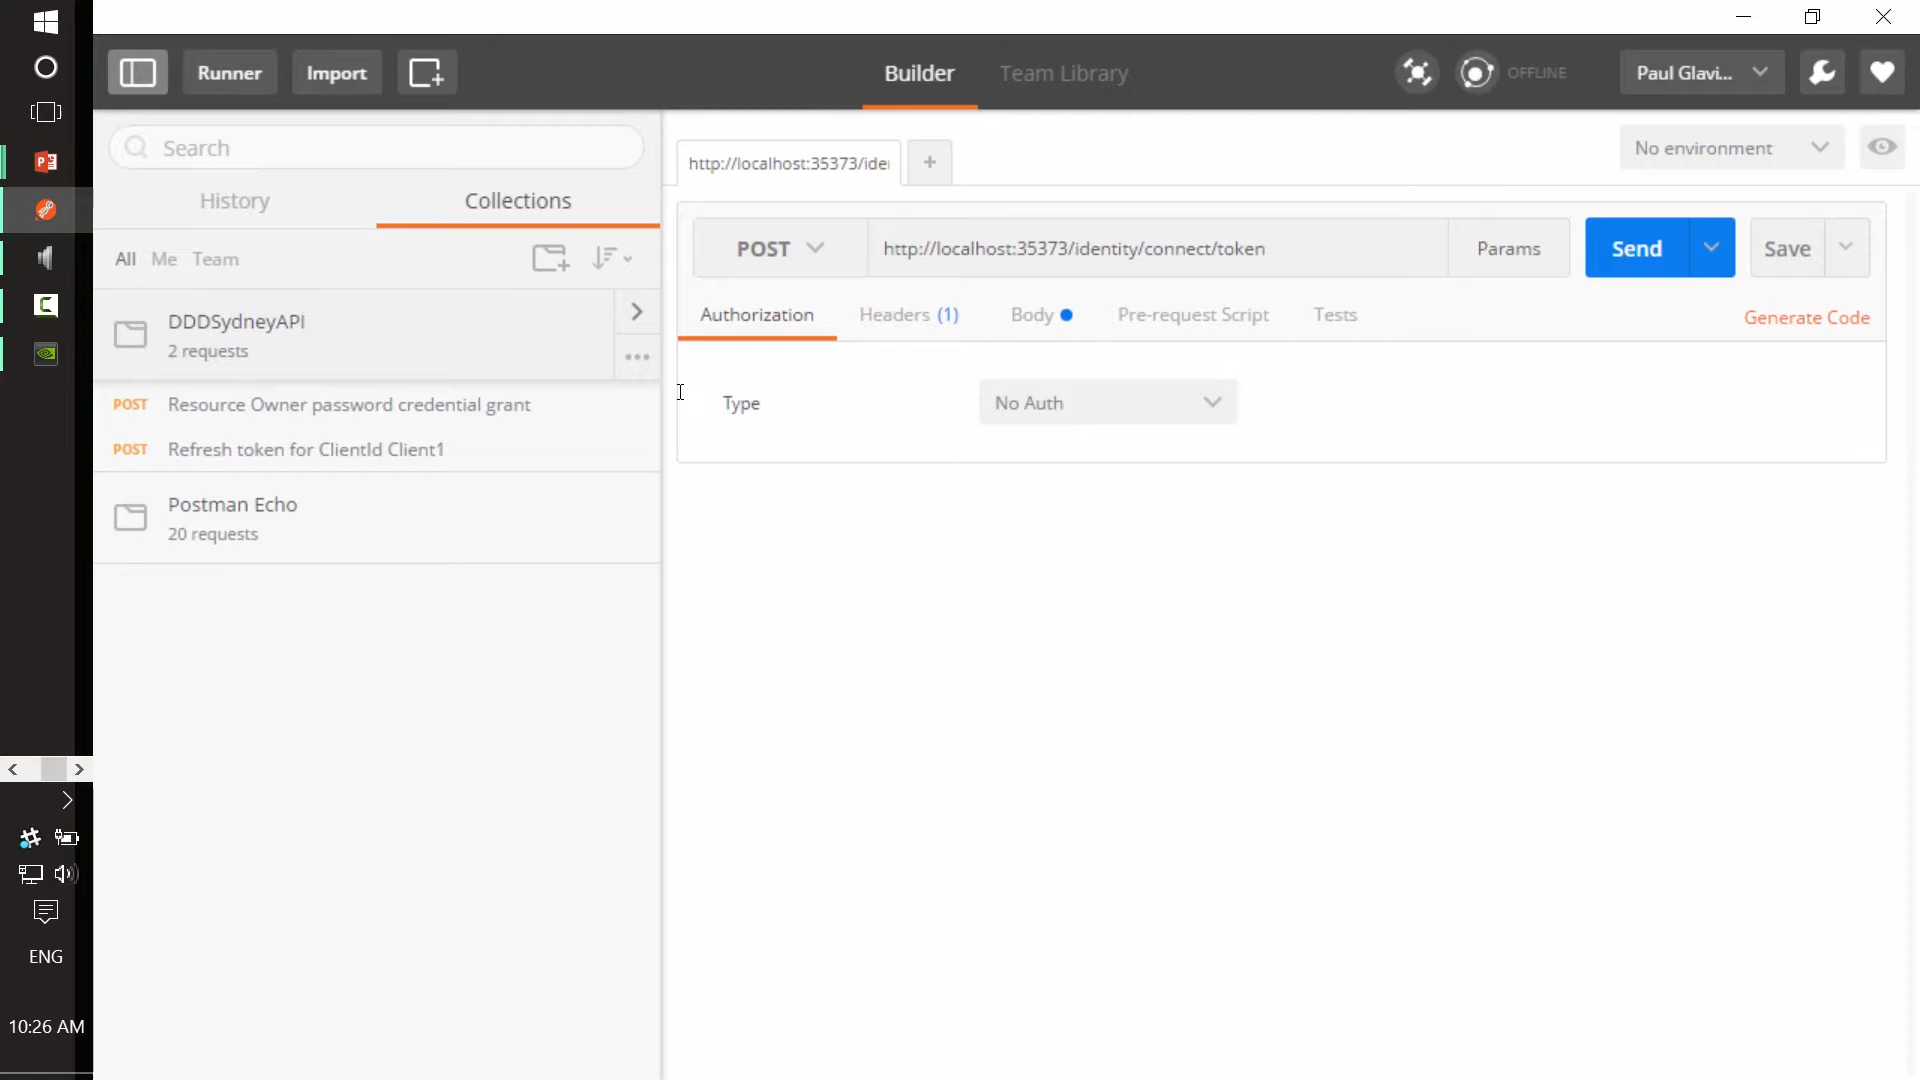 Runner
Import
Builder
Team Library
OFFLINE
Paul Glavi...
Search
History
Collections
All
Me
Team
DDDSydneyAPI
2 requests
POST Resource Owner password credential grant
POST Refresh token for ClientId Client1
Postman Echo
20 requests
http://localhost:35373/ide
+
No environment
POST
http://localhost:35373/identity/connect/token
Params
Send
Save
Authorization
Headers (1)
Body
Pre-request Script
Tests
Generate Code
Type
No Auth
ENG
10:26 AM